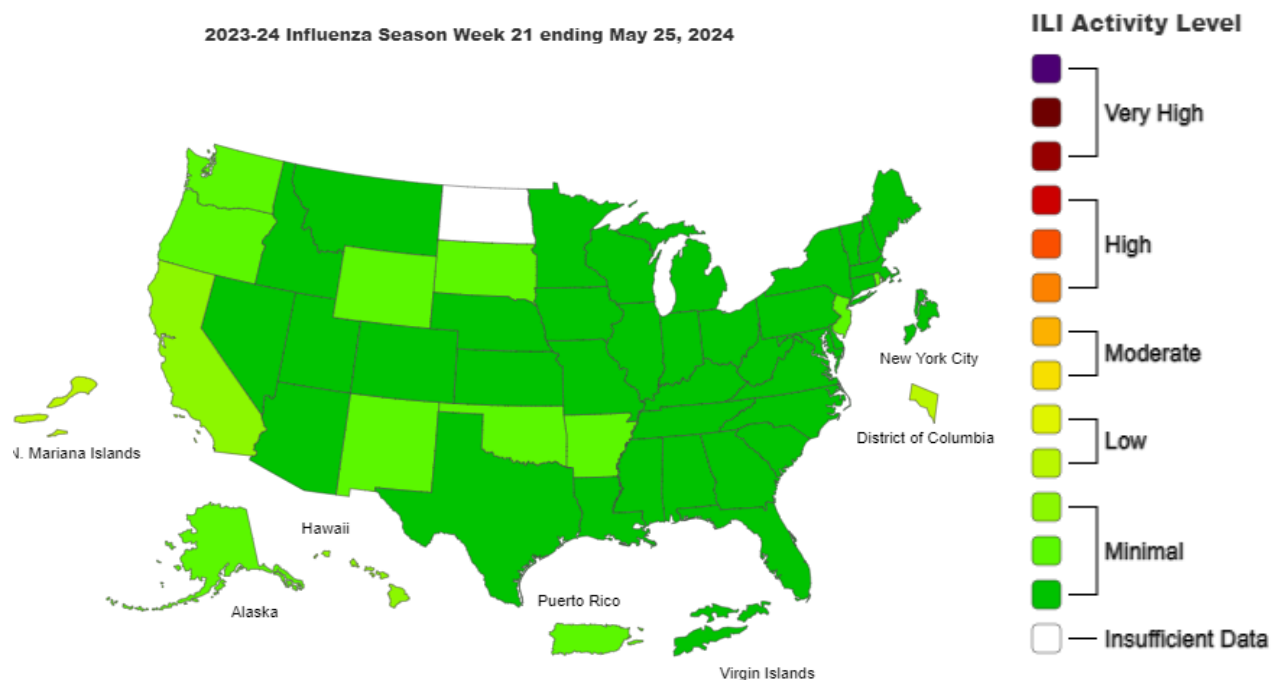 2023-24 Influenza Season Week 21 ending May 25, 2024
ILI Activity Level
Very High
High
Moderate
Low
Minimal
Insufficient Data
New York City
District of Columbia
N. Mariana Islands
Hawaii
Alaska
Puerto Rico
Virgin Islands